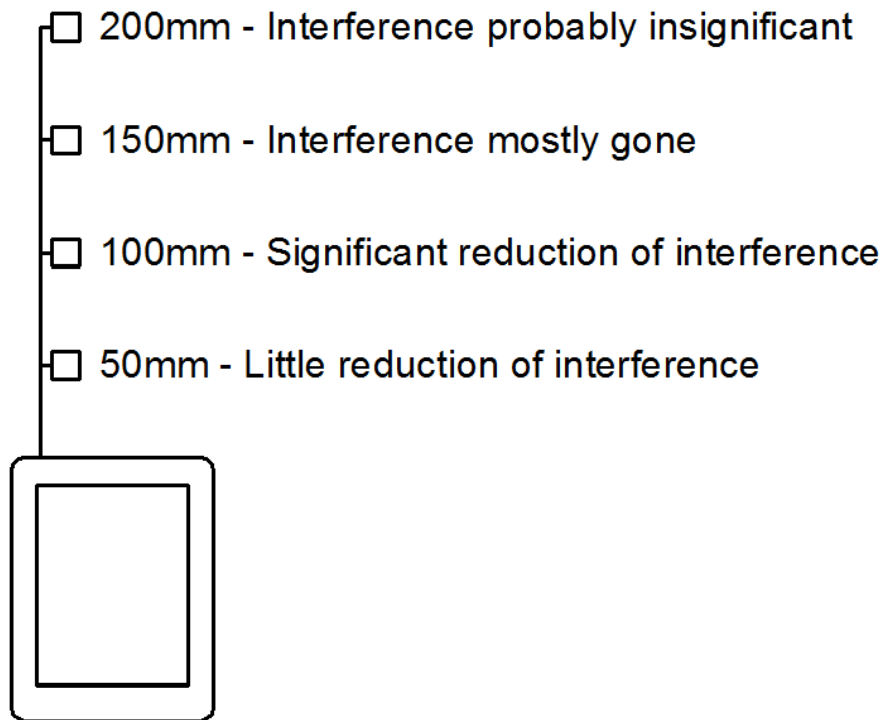 200mm - Interference probably insignificant
150mm - Interference mostly gone
100mm - Significant reduction of interference
50mm - Little reduction of interference